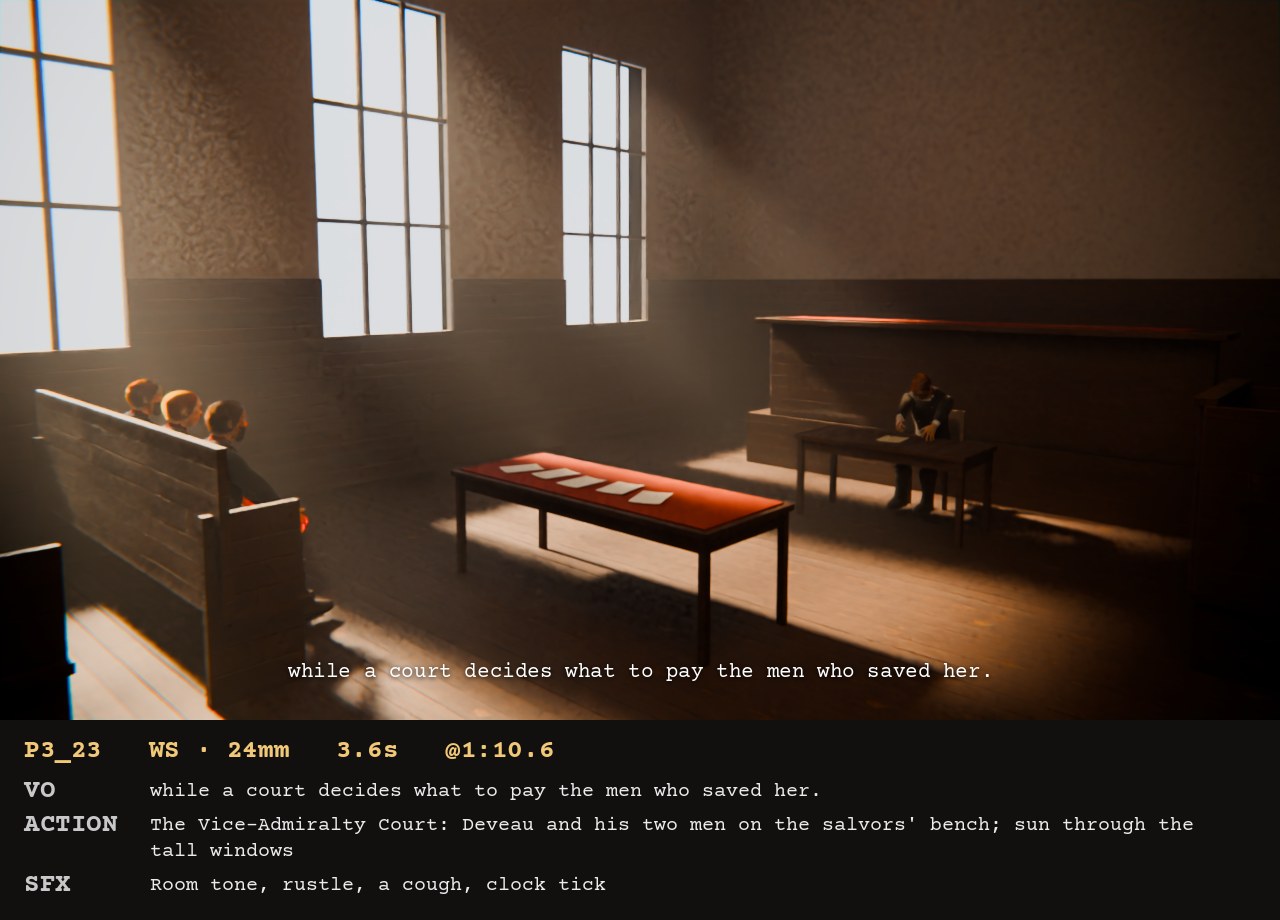 while a court decides what to pay the men who saved her.
P3_23 WS · 24mm 3.6s @1:10.6
VO while a court decides what to pay the men who saved her.
ACTION The Vice-Admiralty Court: Deveau and his two men on the salvors' bench; sun through the
tall windows
SFX Room tone, rustle, a cough, clock tick